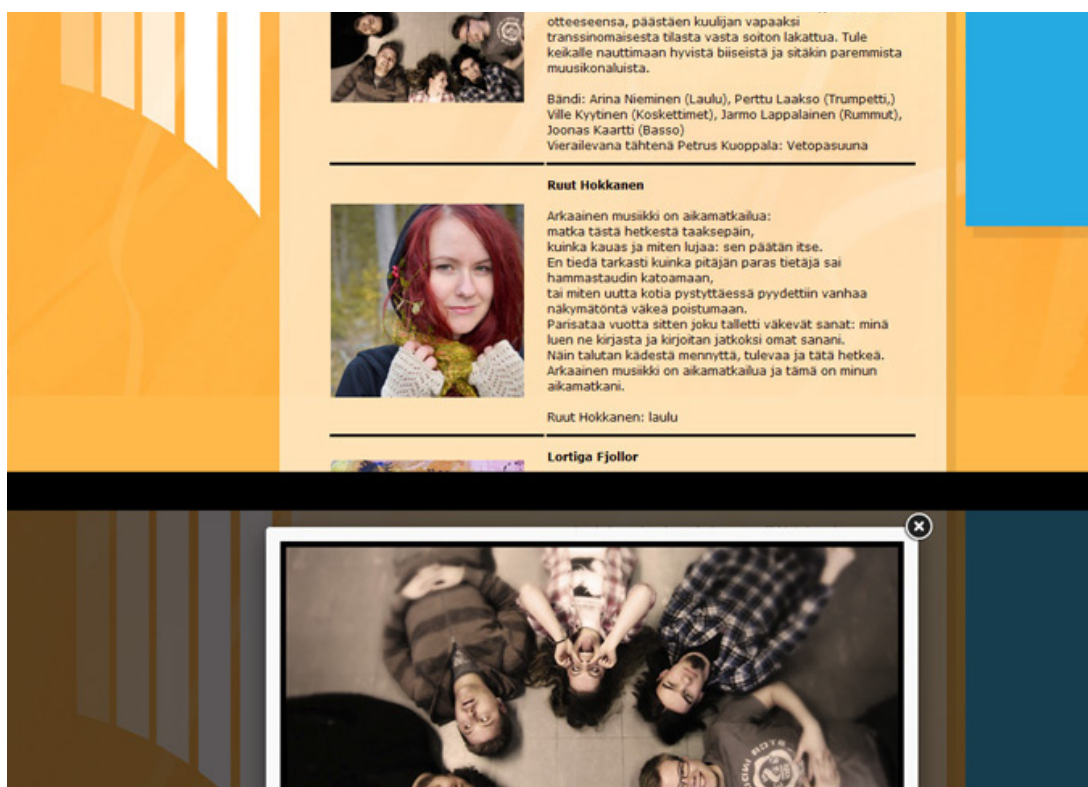 otteeseensa, päästäen kuulijan vapaaksi
transsinomaisesta tilasta vasta soiton lakattua. Tule
keikalle nauttimaan hyvistä biiseistä ja sitäkin paremmista
muusikonaluista.
Bändi: Arina Nieminen (Laulu), Perttu Laakso (Trumpetti,)
Ville Kyytinen (Koskettimet), Jarmo Lappalainen (Rummut),
Joonas Kaartti (Basso)
Vierailevana tähtenä Petrus Kuoppala: Vetopasuuna
Ruut Hokkanen
Arkaainen musiikki on aikamatkailua:
matka tästä hetkestä taaksepäin,
kuinka kauas ja miten lujaa: sen päätän itse.
En tiedä tarkasti kuinka pitäjän paras tietäjä sai
hammastaudin katoamaan,
tai miten uutta kotia pystyttäessä pyydettiin vanhaa
näkymätöntä väkeä poistumaan.
Parisataa vuotta sitten joku talletti väkevät sanat: minä
luen ne kirjasta ja kirjoitan jatkoksi omat sanani.
Näin talutan kädestä mennyttä, tulevaa ja tätä hetkeä.
Arkaainen musiikki on aikamatkailua ja tämä on minun
aikamatkani.
Ruut Hokkanen: laulu
Lortiga Fjollor